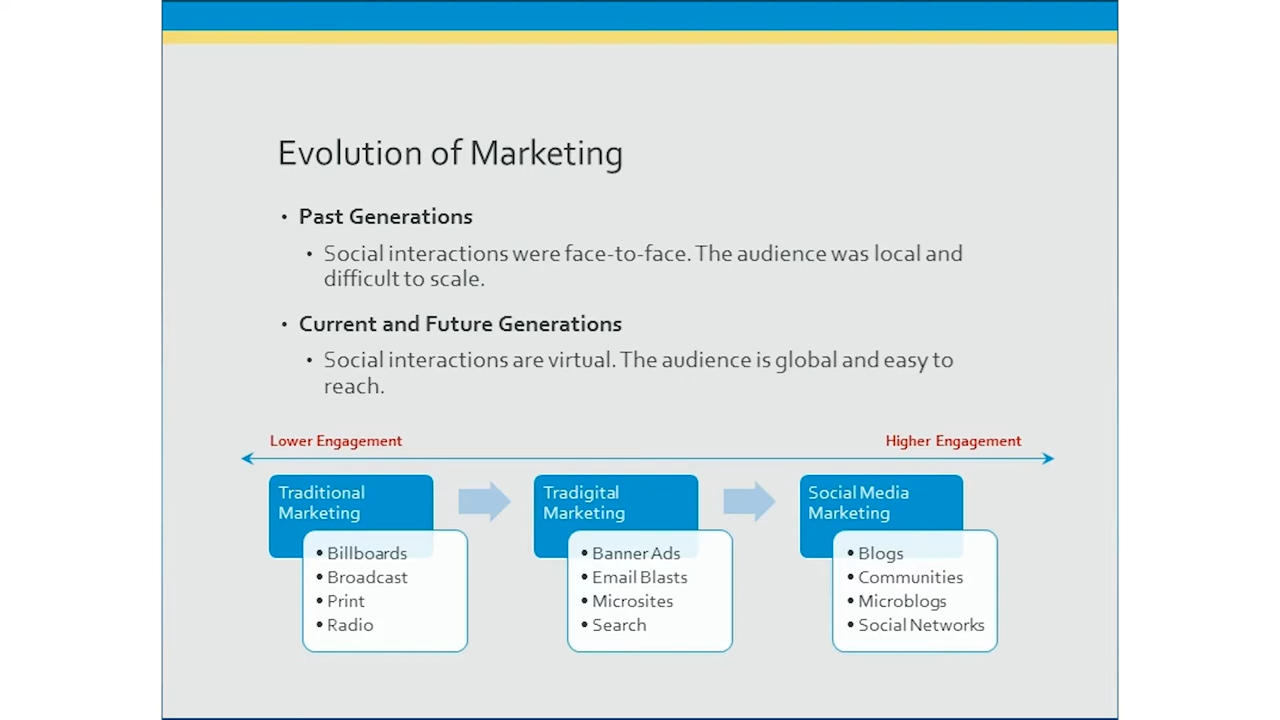 Evolution of Marketing
• Past Generations
• Social interactions were face-to-face. The audience was local and
difficult to scale.
• Current and Future Generations
• Social interactions are virtual. The audience is global and easy to
reach.
Lower Engagement
Higher Engagement
Traditional
Marketing
• Billboards
• Broadcast
• Print
• Radio
Tradigital
Marketing
• Banner Ads
• Email Blasts
• Microsites
• Search
Social Media
Marketing
• Blogs
• Communities
• Microblogs
• Social Networks